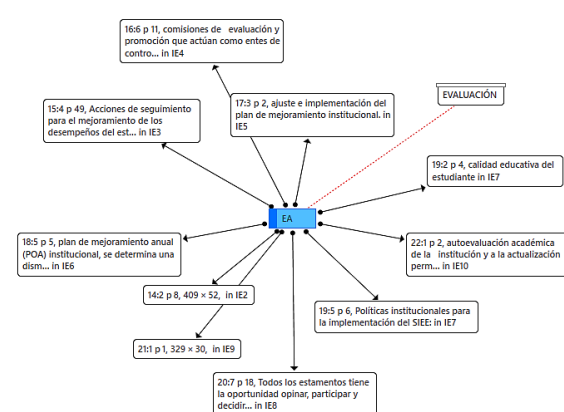 16:6 p 11, comisiones de evaluación y
promoción que actúan como entes de
contro... in IE4
EVALUACIÓN
17:3 p 2, ajuste e implementación del
plan de mejoramiento institucional. in
IE5
15:4 p 49, Acciones de seguimiento
para el mejoramiento de los
desempeños del est... in IE3
19:2 p 4, calidad educativa del
estudiante in IE7
EA
18:5 p 5, plan de mejoramiento anual
(POA) institucional, se determina una
dism... in IE6
22:1 p 2, autoevaluación académica
de la institución y a la actualización
perm... in IE10
14:2 p 8, 409 × 52, in IE2
19:5 p 6, Políticas institucionales para
la implementación del SIEE: in IE7
21:1 p 1, 329 × 30, in IE9
20:7 p 18, Todos los estamentos tiene
la oportunidad opinar, participar y
decidir... in IE8